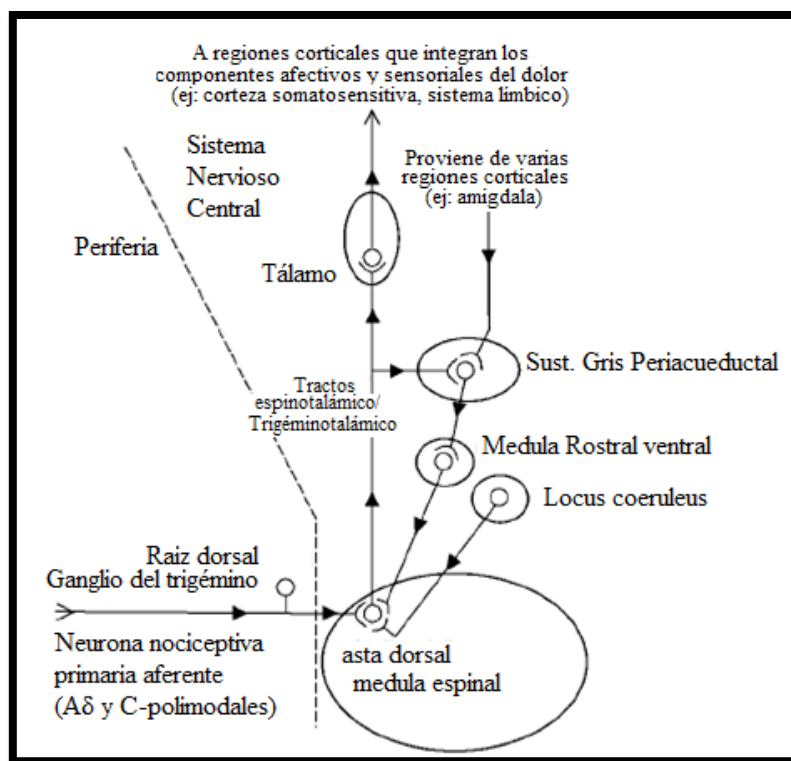 A regiones corticales que integran los
componentes afectivos y sensoriales del dolor
(ej: corteza somatosensitiva, sistema limbico)
Sistema
Nervioso
Central
Proviene de varias
regiones corticales
(ej: amigdala)
Periferia
Tálamo
Sust. Gris Periacueductal
Tractos
espinotalámico/
Trigéminotalámico
Medula Rostral ventral
Locus coeruleus
Raiz dorsal
Ganglio del trigémino
Neurona nociceptiva
primaria aferente
(Aδ y C-polimodales)
asta dorsal
medula espinal